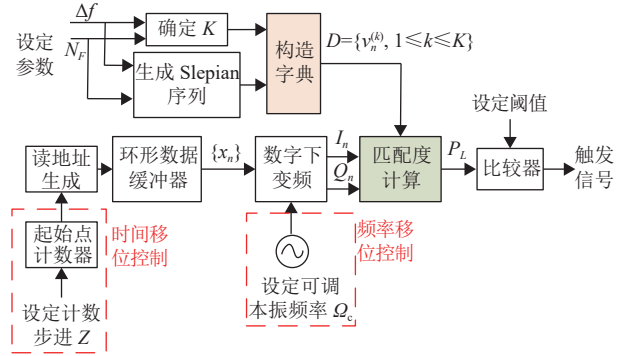 设定
参数
Δf
N_F
确定 K
生成 Slepian
序列
构造
字典
D={v_n^{(k)}, 1≤k≤K}
设定阈值
读地址
生成
环形数据
缓冲器
{x_n}
数字下
变频
I_n
Q_n
匹配度
计算
P_L
比较器
触发
信号
起始点
计数器
时间移
位控制
设定计数
步进 Z
频率移
位控制
设定可调
本振频率 Ω_c